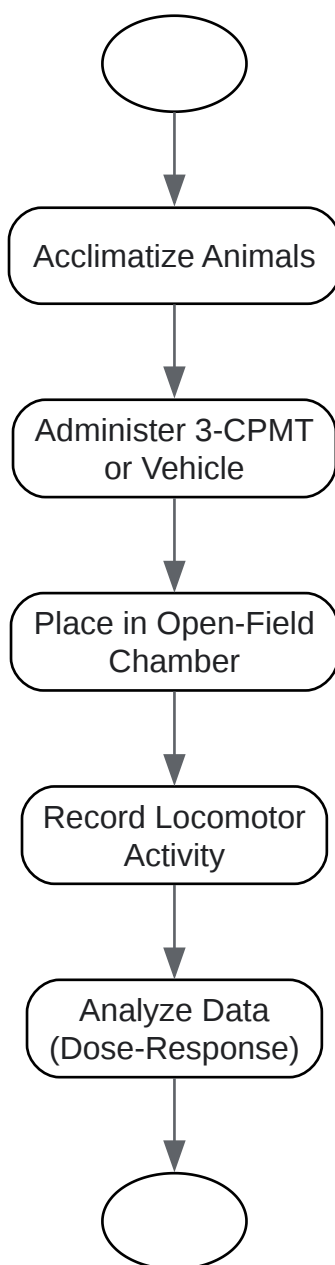 Acclimatize Animals
Administer 3-CPMT
or Vehicle
Place in Open-Field
Chamber
Record Locomotor
Activity
Analyze Data
(Dose-Response)